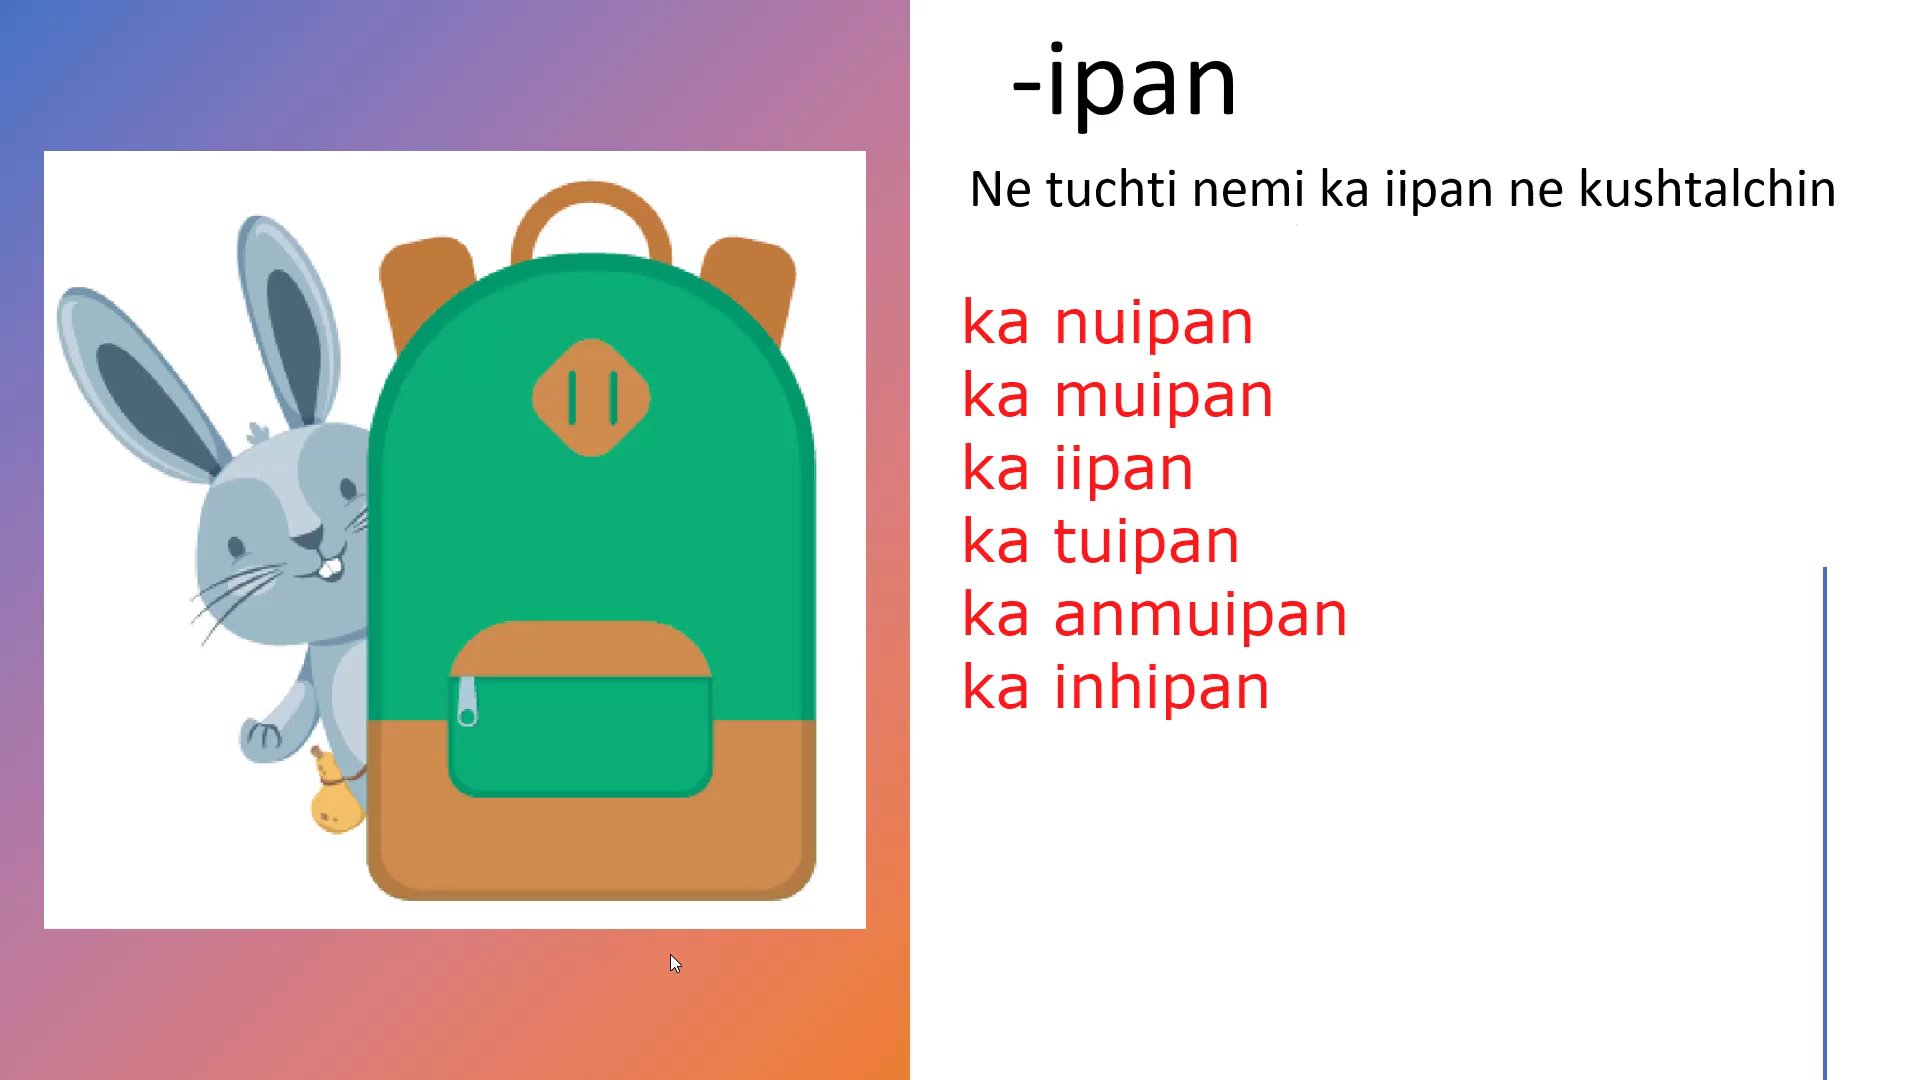 -ipan
Ne tuchti nemi ka iipan ne kushtalchin
ka nuipan
ka muipan
ka iipan
ka tuipan
ka anmuipan
ka inhipan